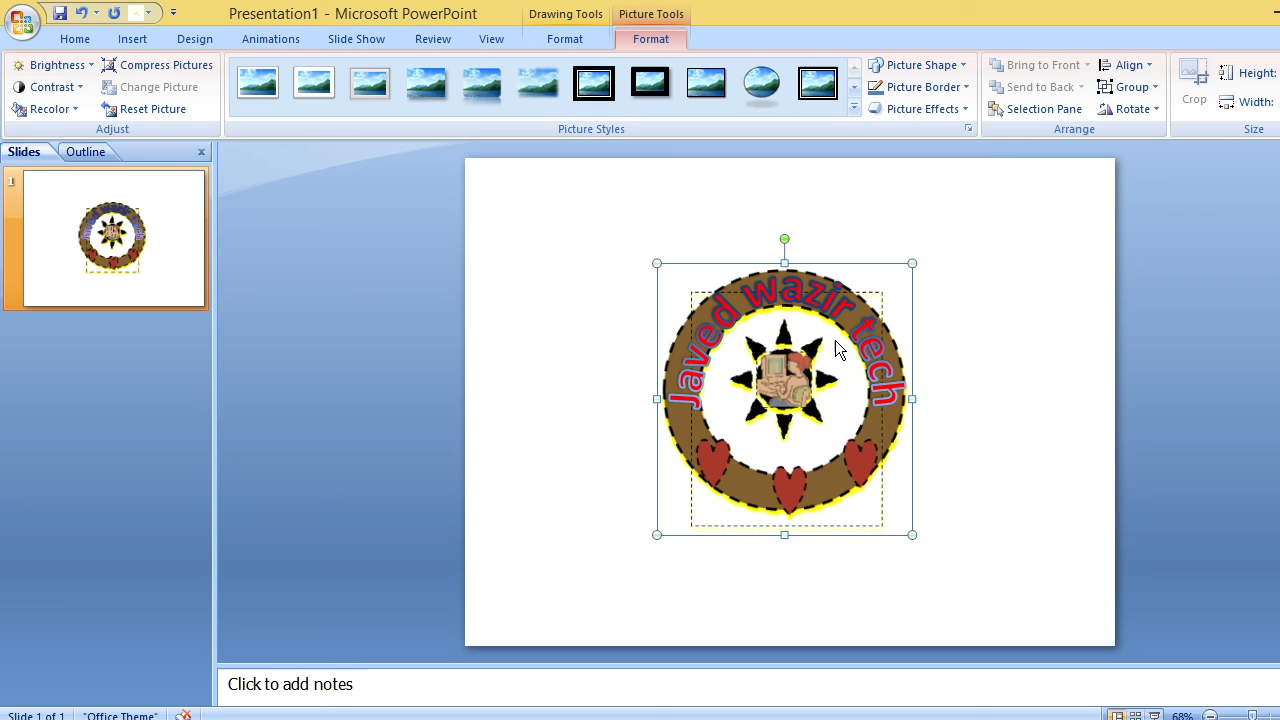 Presentation1 - Microsoft PowerPoint
Drawing Tools
Picture Tools
Home
Insert
Design
Animations
Slide Show
Review
View
Format
Format
Brightness
Compress Pictures
Contrast
Change Picture
Recolor
Reset Picture
Adjust
Picture Styles
Picture Shape
Picture Border
Picture Effects
Bring to Front
Send to Back
Selection Pane
Align
Group
Rotate
Arrange
Crop
Height:
Width:
Size
Slides
Outline
x
1
Javed wazir tech
Click to add notes
Slide 1 of 1
"Office Theme"
68%